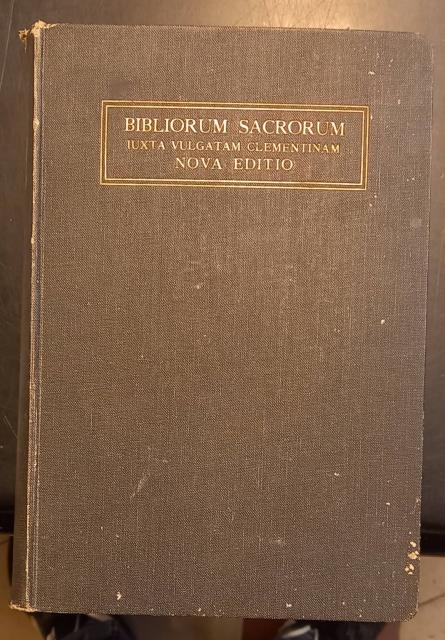 BIBLIORUM SACRORUM
IUXTA VULGATAM CLEMENTINAM
NOVA EDITIO